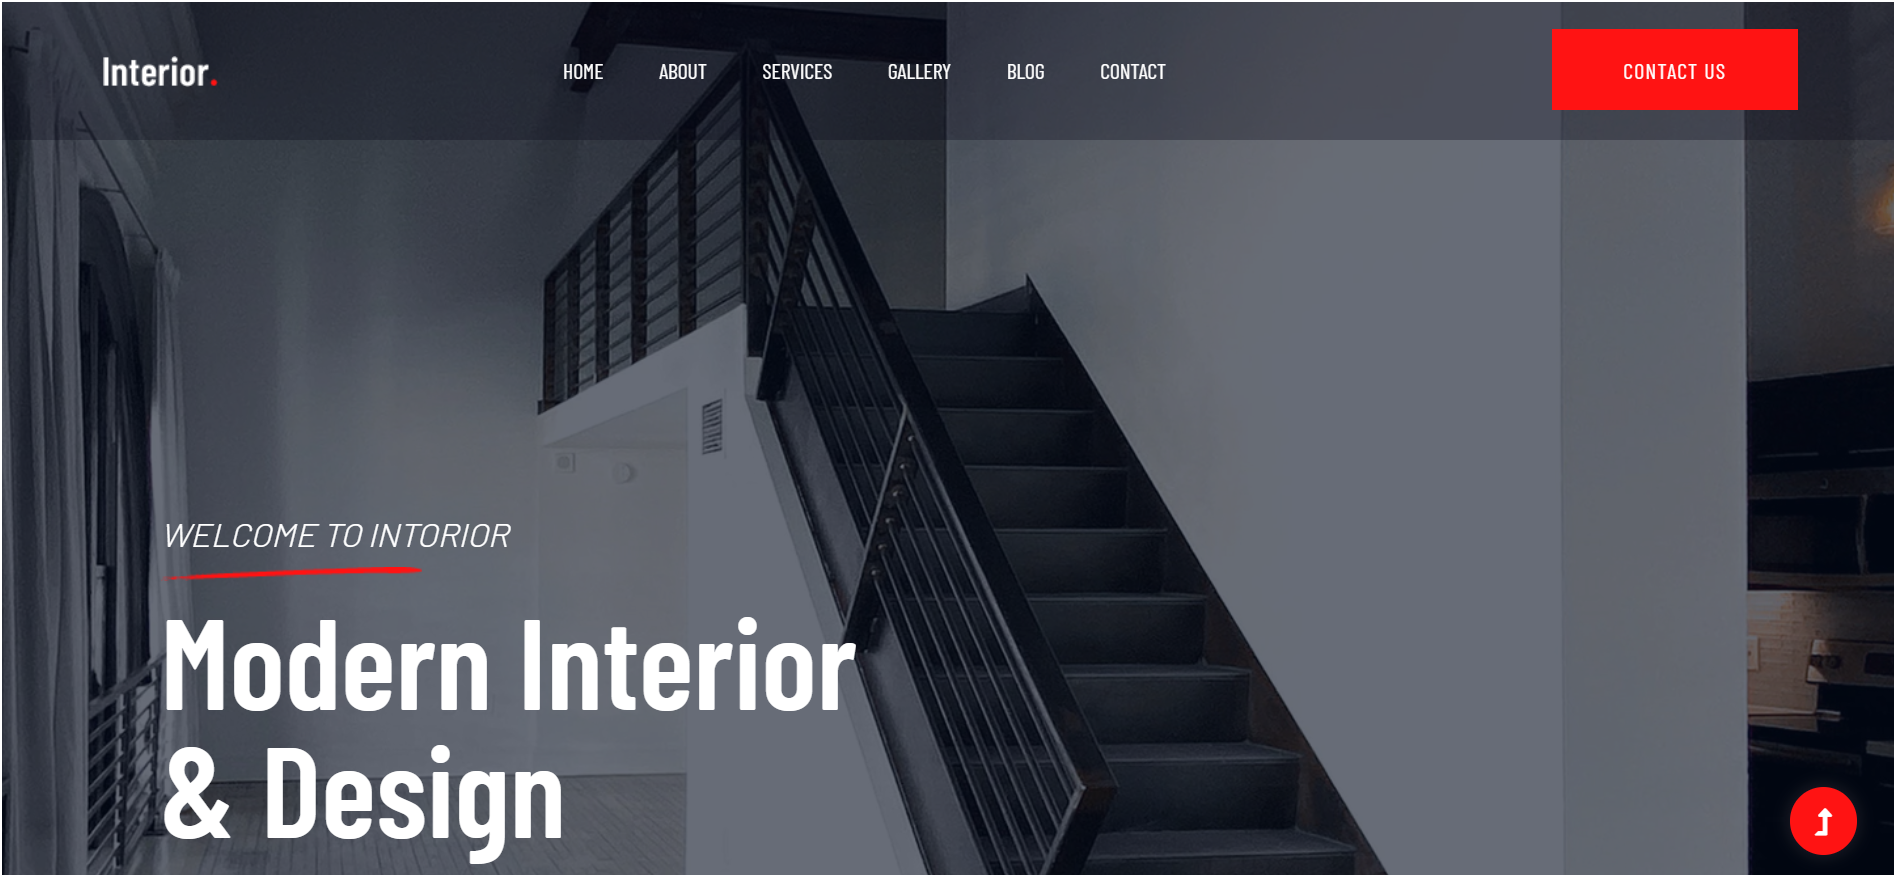 Interior.
HOME ABOUT SERVICES GALLERY BLOG CONTACT
CONTACT US
WELCOME TO INTORIOR
Modern Interior
& Design